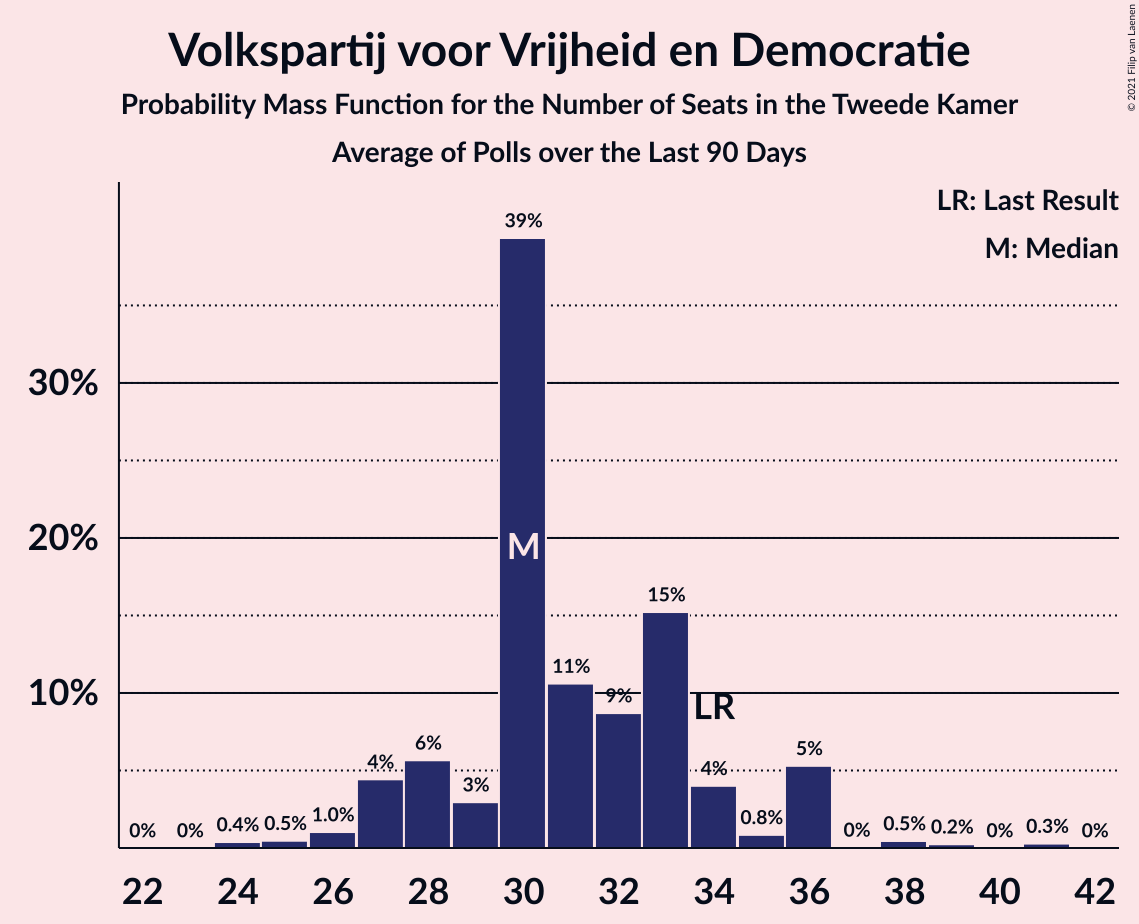 Volkspartij voor Vrijheid en Democratie
Probability Mass Function for the Number of Seats in the Tweede Kamer
Average of Polls over the Last 90 Days
© 2021 Filip van Laenen
LR: Last Result
M: Median
39%
30%
20%
M
15%
11%
10%
9%
LR
6%
5%
4%
4%
3%
0%
0%
0.4%
0.5%
1.0%
0.8%
0%
0.5%
0.2%
0%
0.3%
0%
22 24 26 28 30 32 34 36 38 40 42